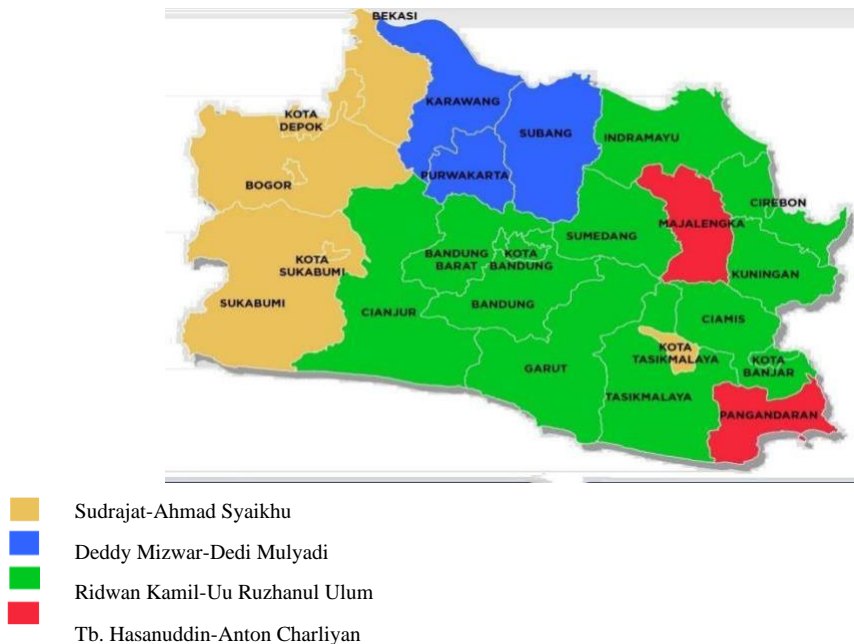 BEKASI
KARAWANG
KOTA
DEPOK
SUBANG
INDRAMAYU
PURWAKARTA
BOGOR
CIREBON
MAJALENGKA
SUMEDANG
BANDUNG
BARAT
KOTA
BANDUNG
KOTA
SUKABUMI
KUNINGAN
SUKABUMI
CIANJUR
BANDUNG
CIAMIS
KOTA
TASIKMALAYA
KOTA
BANJAR
GARUT
TASIKMALAYA
PANGANDARAN
Sudrajat-Ahmad Syaikhu
Deddy Mizwar-Dedi Mulyadi
Ridwan Kamil-Uu Ruzhanul Ulum
Tb. Hasanuddin-Anton Charliyan